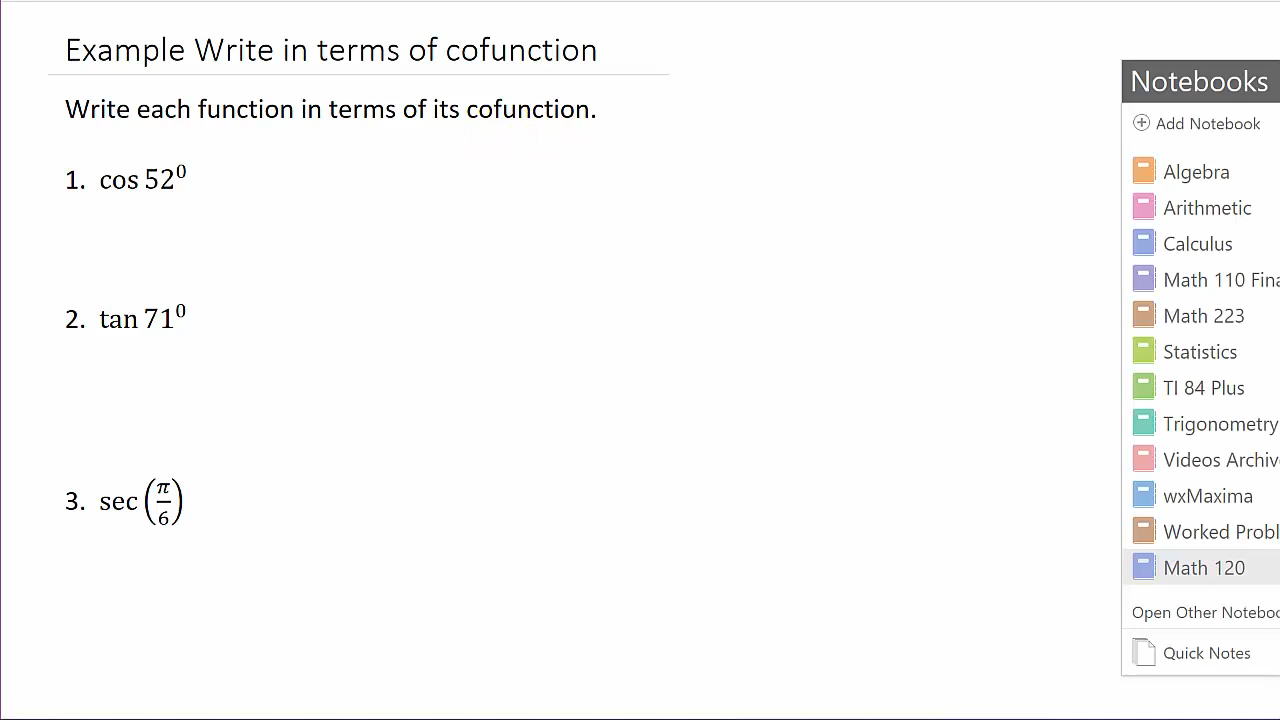 Example Write in terms of cofunction
Write each function in terms of its cofunction.
1. cos 52⁰
2. tan 71⁰
3. sec (π/6)
Notebooks
Add Notebook
Algebra
Arithmetic
Calculus
Math 110 Fina
Math 223
Statistics
TI 84 Plus
Trigonometry
Videos Archiv
wxMaxima
Worked Probl
Math 120
Open Other Noteboo
Quick Notes